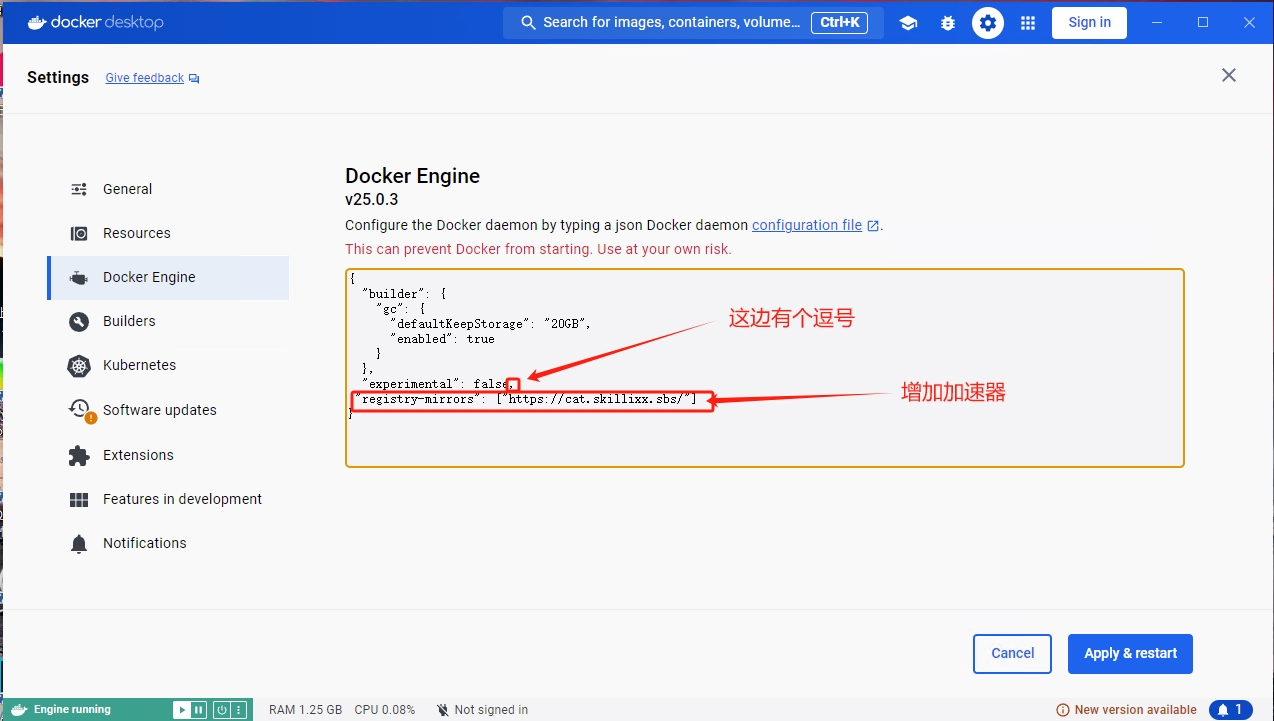 docker desktop
Search for images, containers, volume... Ctrl+K
Sign in
Settings Give feedback
General
Resources
Docker Engine
Builders
Kubernetes
Software updates
Extensions
Features in development
Notifications
Docker Engine
v25.0.3
Configure the Docker daemon by typing a json Docker daemon configuration file.
This can prevent Docker from starting. Use at your own risk.
{
"builder": {
"gc": {
"defaultKeepStorage": "20GB",
"enabled": true
}
},
"experimental": false,
"registry-mirrors": ["https://cat.skillixx.sbs/"]
}
这边有个逗号
增加加速器
Cancel
Apply & restart
Engine running
RAM 1.25 GB CPU 0.08% Not signed in
New version available
1